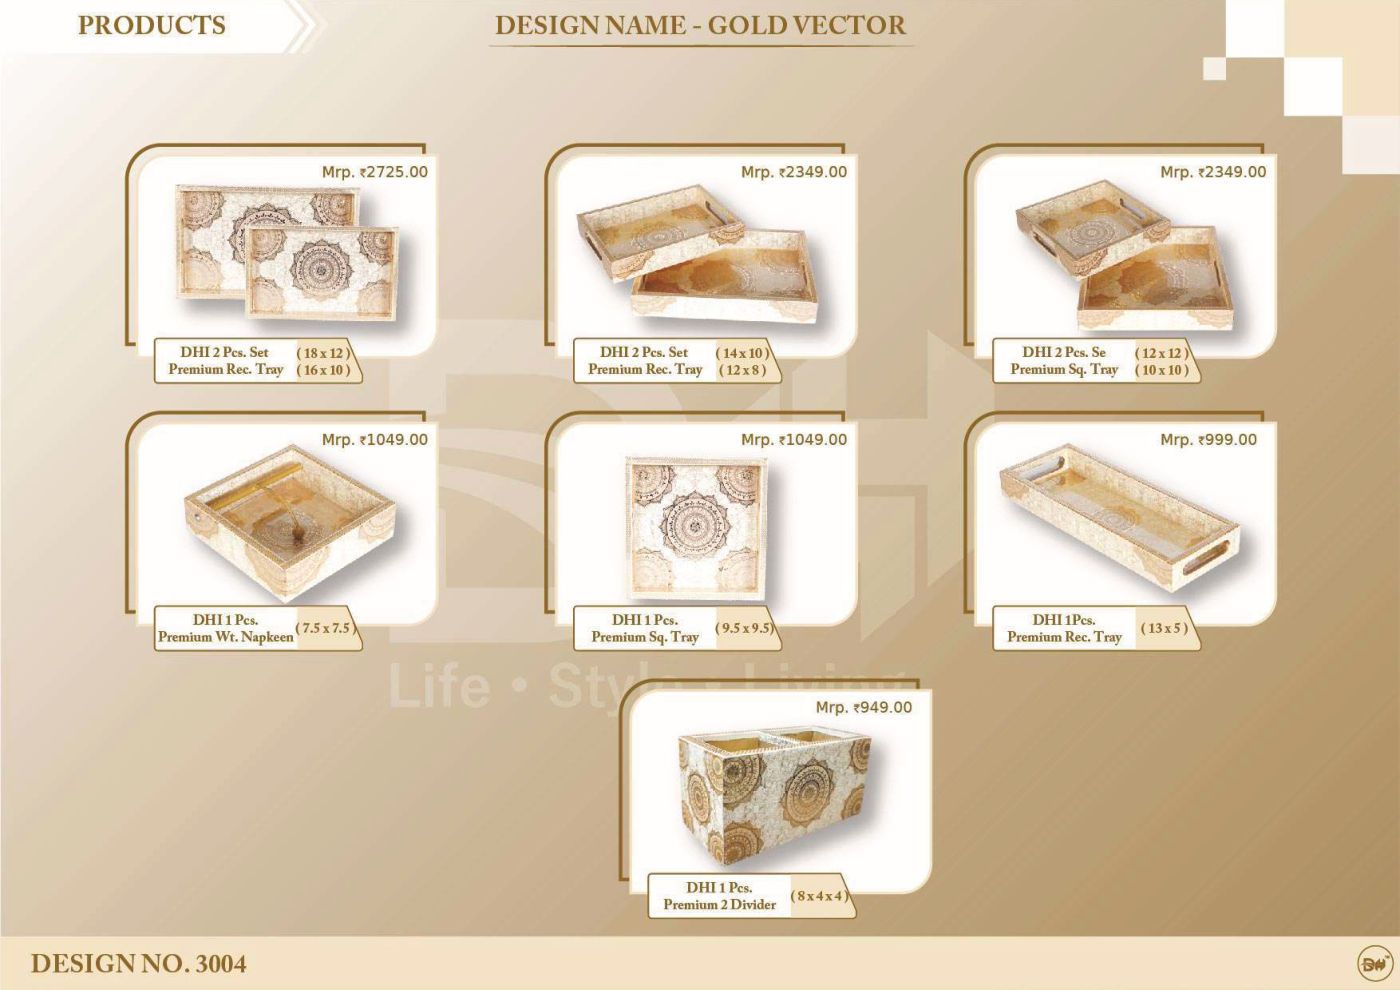 PRODUCTS
DESIGN NAME - GOLD VECTOR
Mrp. ₹2725.00
DHI 2 Pcs. Set
Premium Rec. Tray
( 18 x 12 )
( 16 x 10 )
Mrp. ₹2349.00
DHI 2 Pcs. Set
Premium Rec. Tray
( 14 x 10 )
( 12 x 8 )
Mrp. ₹2349.00
DHI 2 Pcs. Se
Premium Sq. Tray
( 12 x 12 )
( 10 x 10 )
Mrp. ₹1049.00
DHI 1 Pcs.
Premium Wt. Napkeen
( 7.5 x 7.5 )
Mrp. ₹1049.00
DHI 1 Pcs.
Premium Sq. Tray
( 9.5 x 9.5)
Mrp. ₹999.00
DHI 1Pcs.
Premium Rec. Tray
( 13 x 5 )
Life • Style • Living
Mrp. ₹949.00
DHI 1 Pcs.
Premium 2 Divider
( 8 x 4 x 4 )
DESIGN NO. 3004